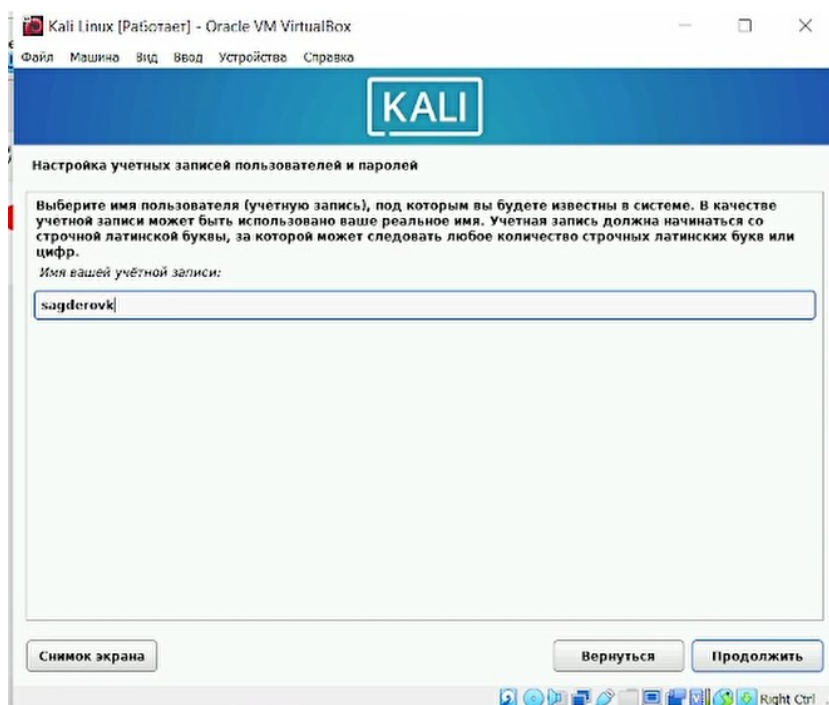 Kali Linux [Работает] - Oracle VM VirtualBox
Файл Машина Вид Ввод Устройства Справка
KALI
Настройка учетных записей пользователей и паролей
Выберите имя пользователя (учетную запись), под которым вы будете известны в системе. В качестве
учетной записи может быть использовано ваше реальное имя. Учетная запись должна начинаться со
строчной латинской буквы, за которой может следовать любое количество строчных латинских букв или
цифр.
Имя вашей учётной записи:
sagderovk
Снимок экрана Вернуться Продолжить
Right Ctrl